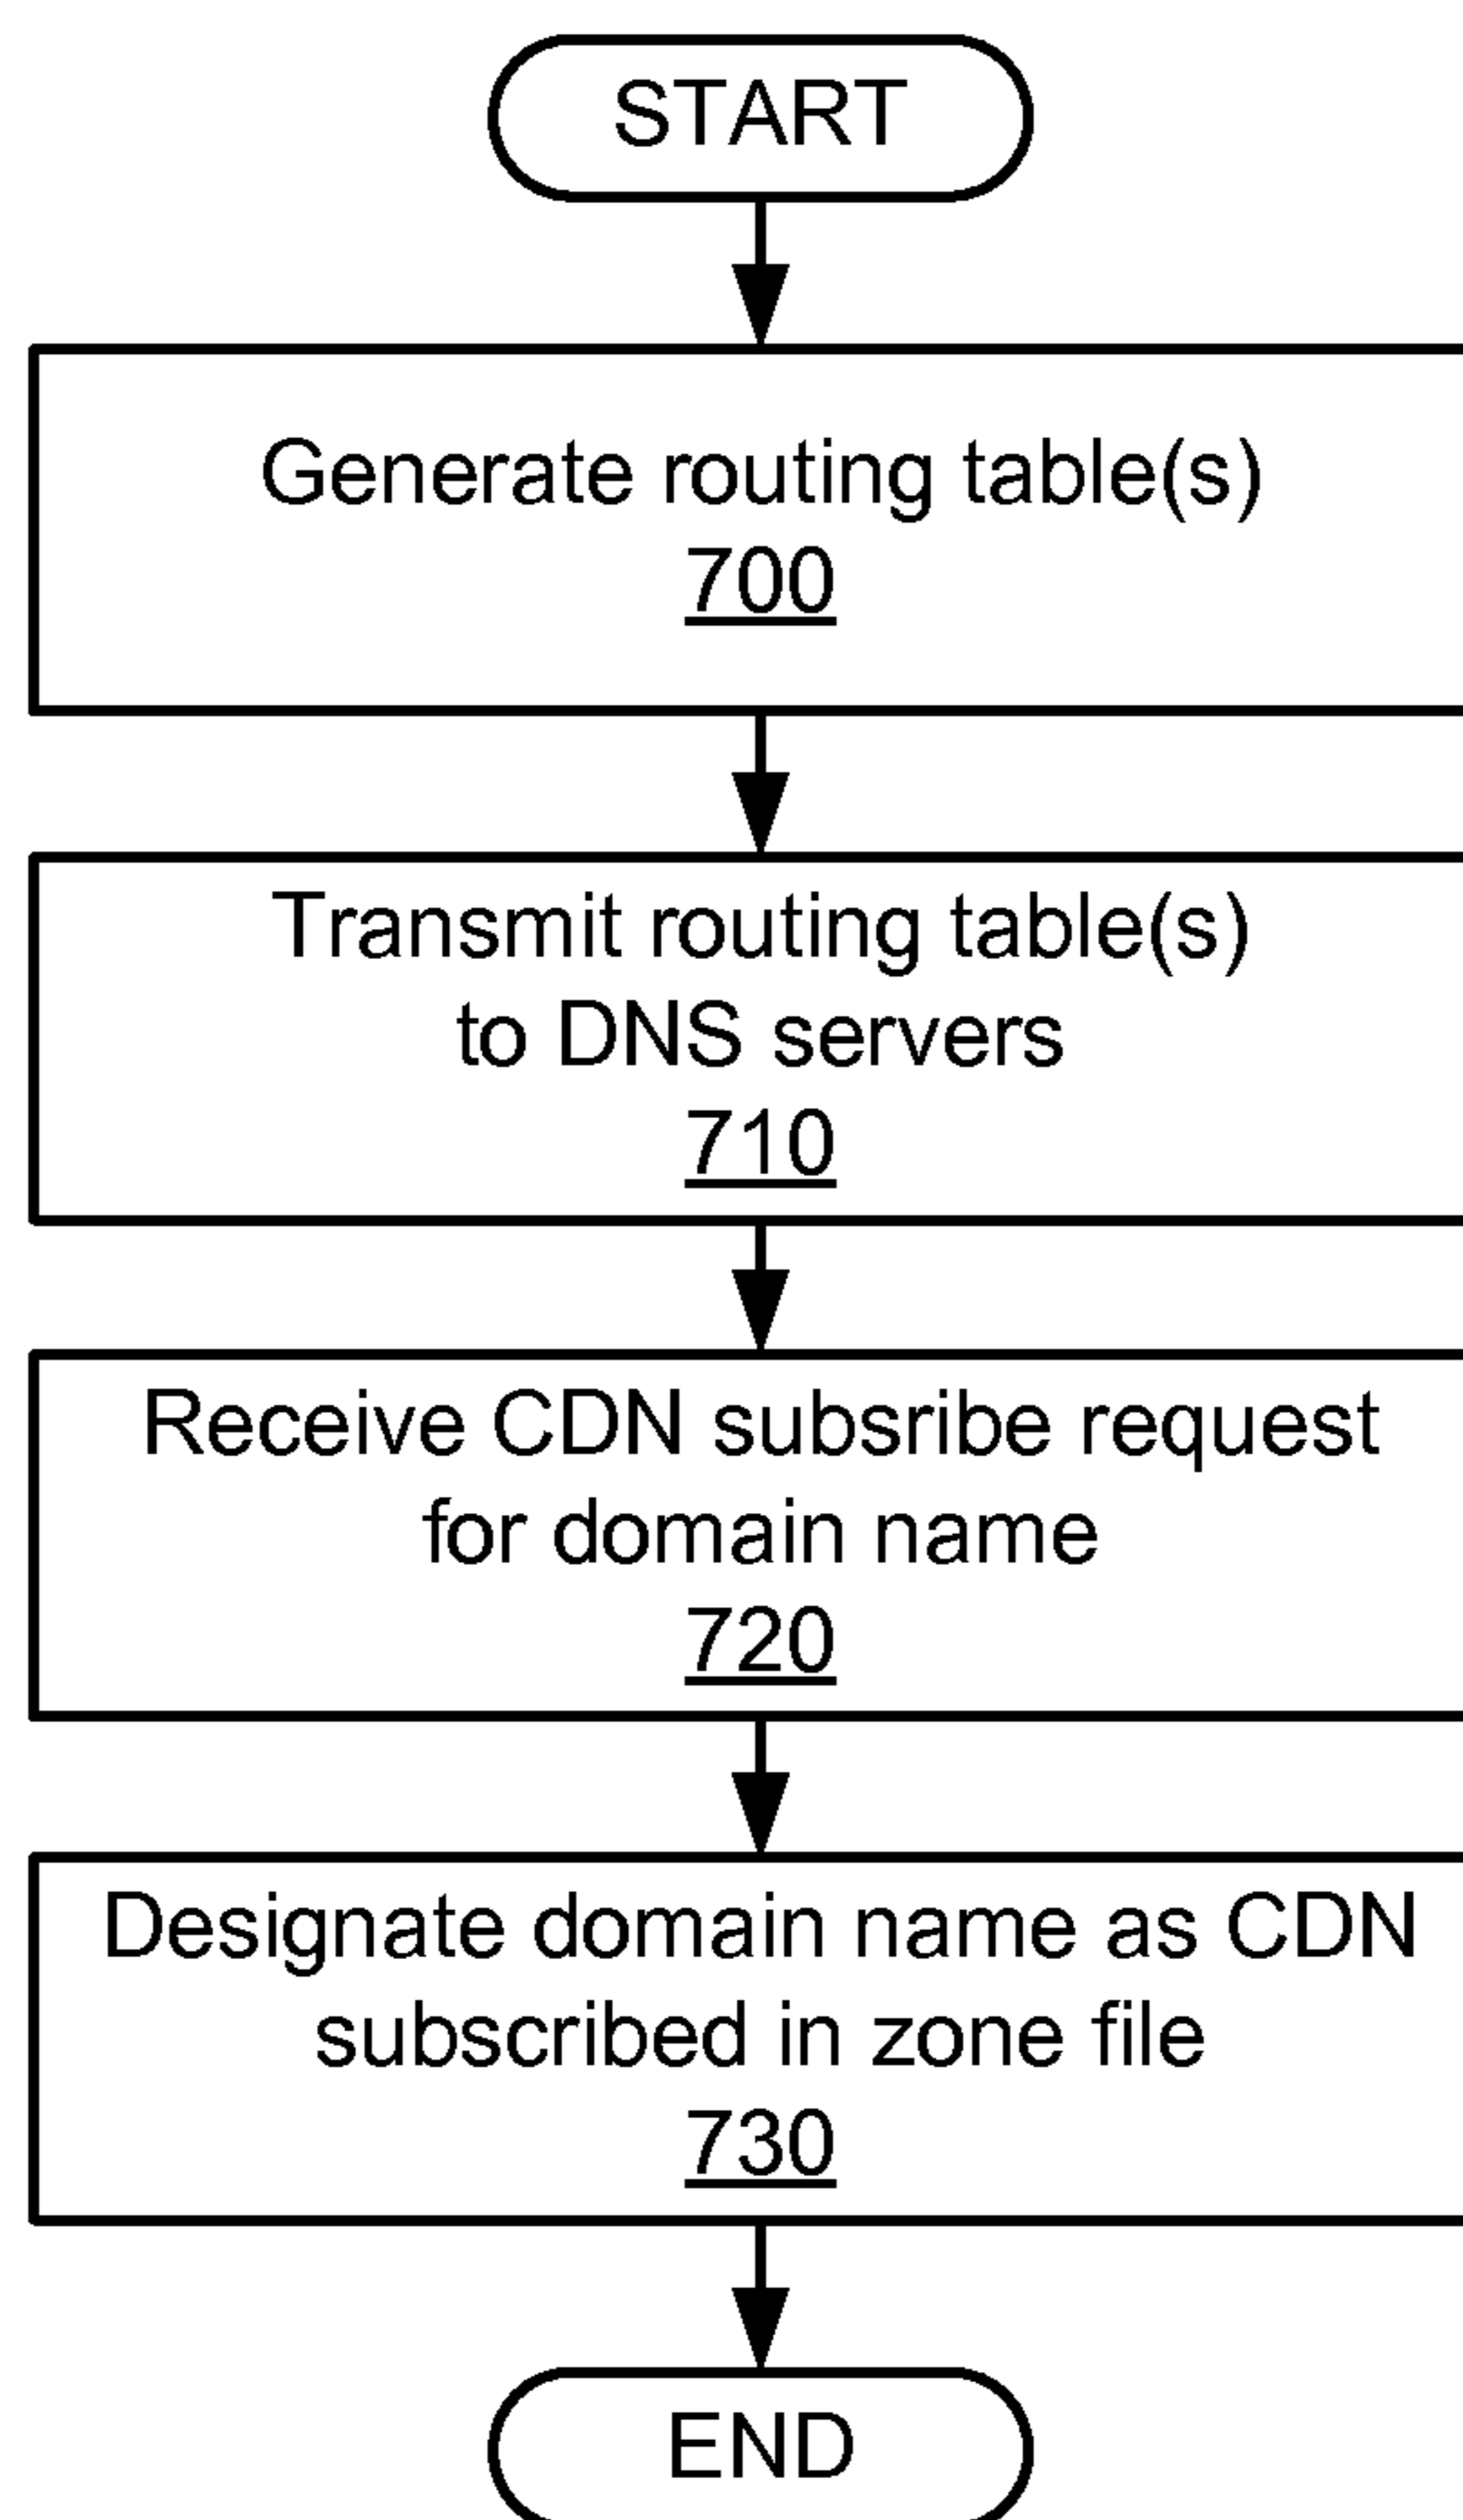 START
Generate routing table(s)
700
Transmit routing table(s)
to DNS servers
710
Receive CDN subsribe request
for domain name
720
Designate domain name as CDN
subscribed in zone file
730
END